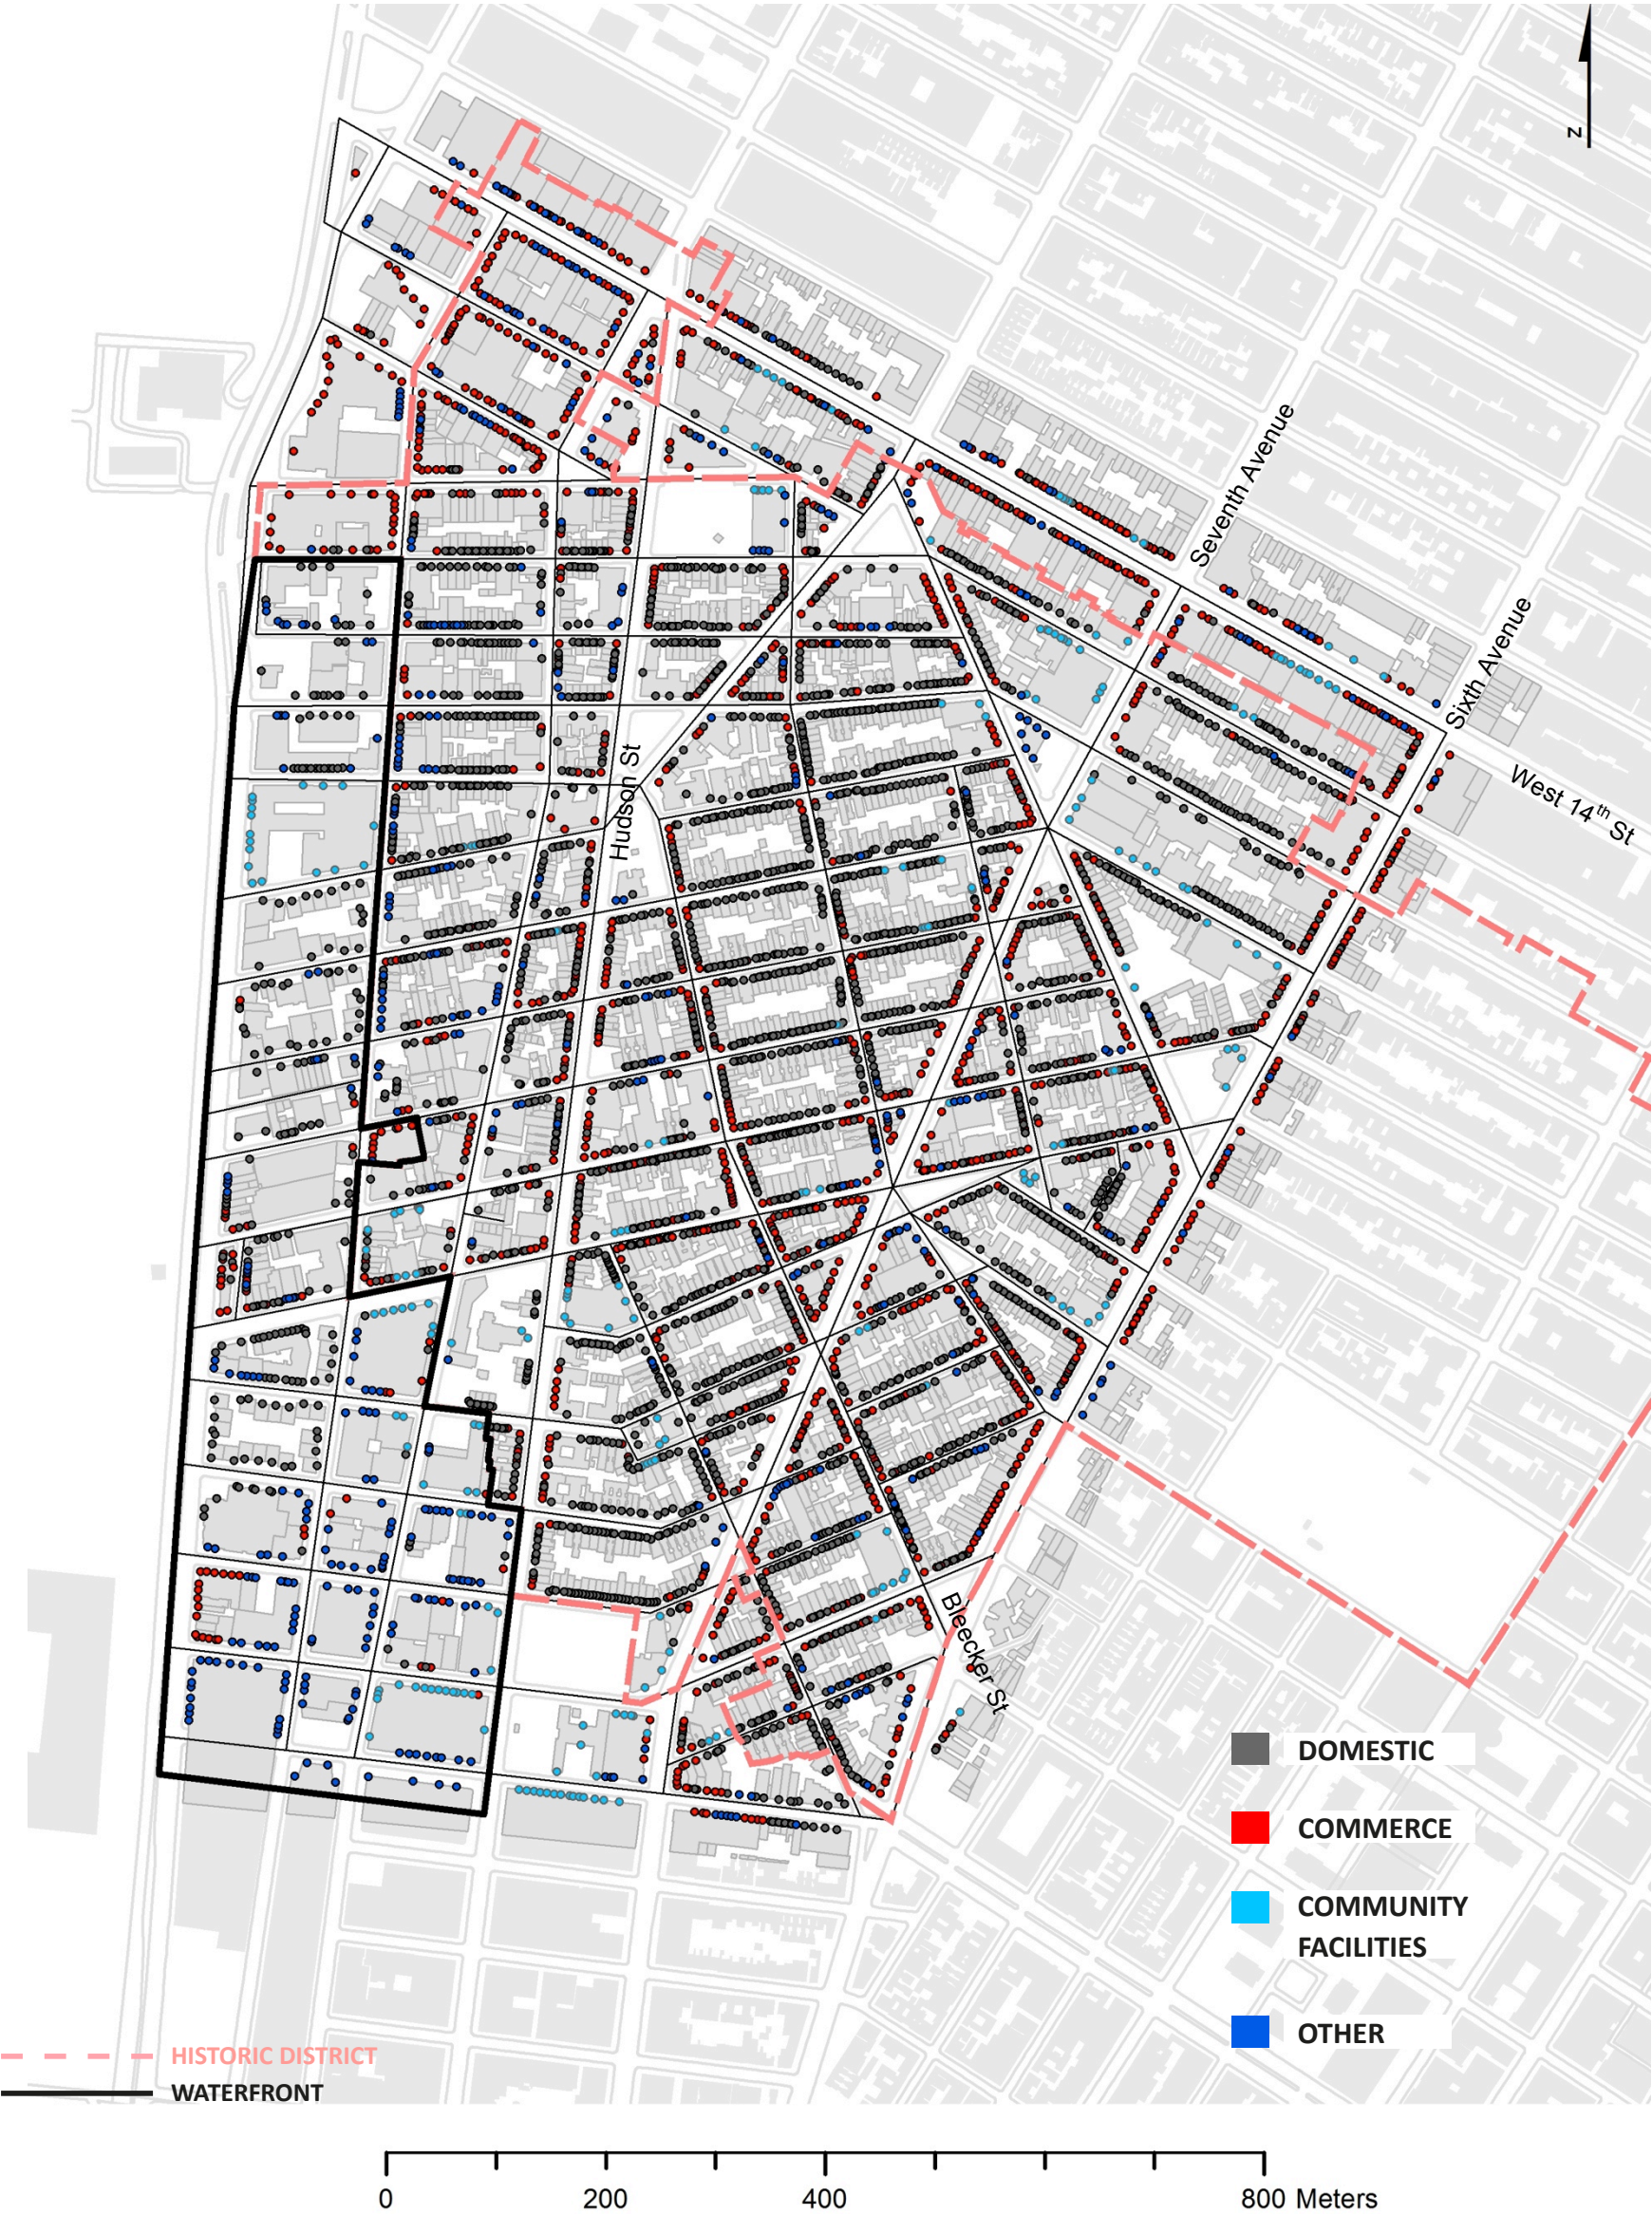 N
Seventh Avenue
Sixth Avenue
West 14th St
Hudson St
Bleecker St
DOMESTIC
COMMERCE
COMMUNITY
FACILITIES
OTHER
HISTORIC DISTRICT
WATERFRONT
0 200 400 800 Meters